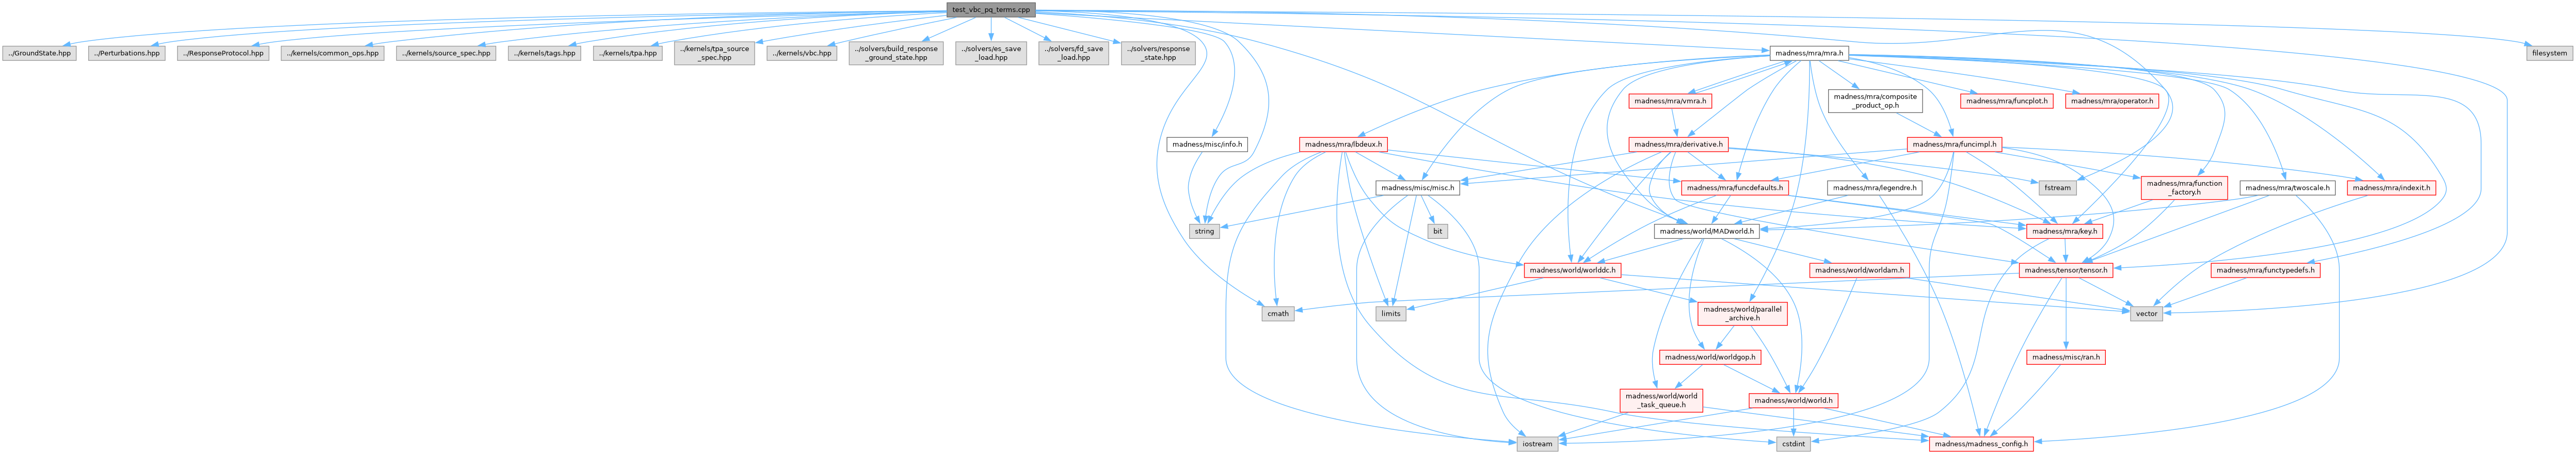 test_vbc_pq_terms.cpp
../GroundState.hpp
../Perturbations.hpp
../ResponseProtocol.hpp
../kernels/common_ops.hpp
../kernels/source_spec.hpp
../kernels/tags.hpp
../kernels/tpa.hpp
../kernels/tpa_source
_spec.hpp
../kernels/vbc.hpp
../solvers/build_response
_ground_state.hpp
../solvers/es_save
_load.hpp
../solvers/fd_save
_load.hpp
../solvers/response
_state.hpp
madness/mra/mra.h
filesystem
madness/mra/vmra.h
madness/mra/composite
_product_op.h
madness/mra/funcplot.h
madness/mra/operator.h
madness/misc/info.h
madness/mra/lbdeux.h
madness/mra/derivative.h
madness/mra/funcimpl.h
madness/misc/misc.h
madness/mra/funcdefaults.h
madness/mra/legendre.h
fstream
madness/mra/function
_factory.h
madness/mra/twoscale.h
madness/mra/indexit.h
string
bit
madness/world/MADworld.h
madness/mra/key.h
madness/world/worlddc.h
madness/world/worldam.h
madness/tensor/tensor.h
madness/mra/functypedefs.h
cmath
limits
madness/world/parallel
_archive.h
vector
madness/world/worldgop.h
madness/misc/ran.h
madness/world/world
_task_queue.h
madness/world/world.h
iostream
cstdint
madness/madness_config.h